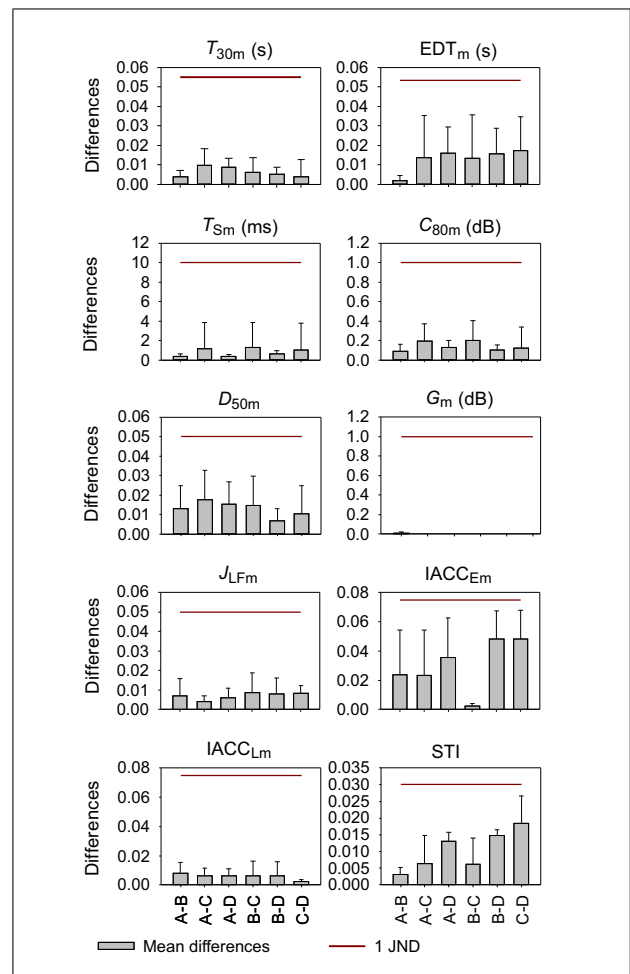 T30m (s) EDTm (s)
Differences
0.06 0.05 0.04 0.03 0.02 0.01 0.00
0.06 0.05 0.04 0.03 0.02 0.01 0.00
TSm (ms) C80m (dB)
Differences
12 10 8 6 4 2 0
1.2 1.0 0.8 0.6 0.4 0.2 0.0
D50m Gm (dB)
Differences
0.06 0.05 0.04 0.03 0.02 0.01 0.00
1.2 1.0 0.8 0.6 0.4 0.2 0.0
JLFm IACCEm
Differences
0.06 0.05 0.04 0.03 0.02 0.01 0.00
0.08 0.06 0.04 0.02 0.00
IACCLm STI
Differences
0.08 0.06 0.04 0.02 0.00
0.035 0.030 0.025 0.020 0.015 0.010 0.005 0.000
A-B A-C A-D B-C B-D C-D
A-B A-C A-D B-C B-D C-D
Mean differences 1 JND